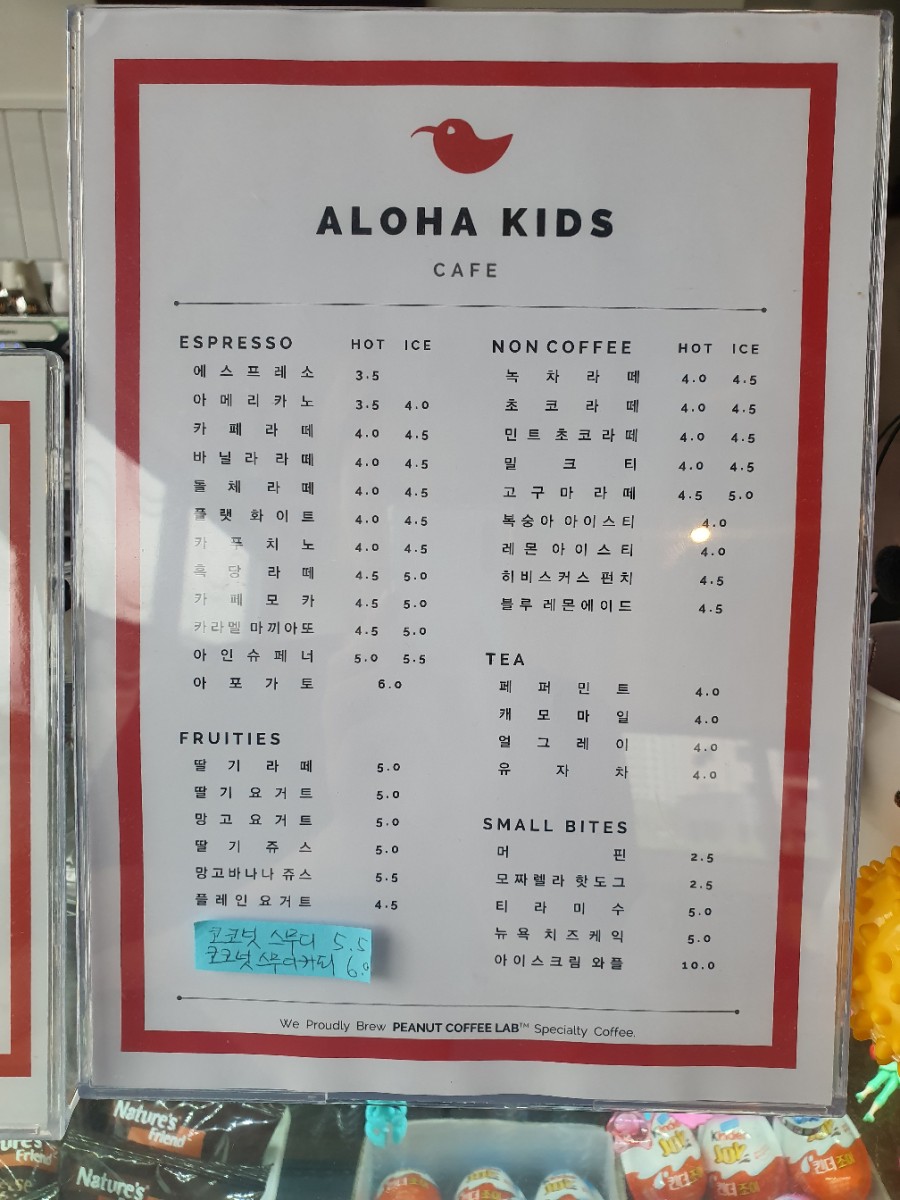 ALOHA KIDS
CAFE
ESPRESSO HOT ICE
에스프레소 3.5
아메리카노 3.5 4.0
카페라떼 4.0 4.5
바닐라라떼 4.0 4.5
돌체라떼 4.0 4.5
플랫화이트 4.0 4.5
카푸치노 4.0 4.5
흑당라떼 4.5 5.0
카페모카 4.5 5.0
카라멜 마끼아또 4.5 5.0
아인슈페너 5.0 5.5
아포가토 6.0
FRUITIES
딸기라떼 5.0
딸기요거트 5.0
망고요거트 5.0
딸기쥬스 5.0
망고바나나 쥬스 5.5
플레인요거트 4.5
코코넛 스무디 5.5
코코넛 스무디커피 6.0
NON COFFEE HOT ICE
녹차라떼 4.0 4.5
초코라떼 4.0 4.5
민트초코라떼 4.0 4.5
밀크티 4.0 4.5
고구마라떼 4.5 5.0
복숭아 아이스티 4.0
레몬 아이스티 4.0
히비스커스 펀치 4.5
블루 레몬에이드 4.5
TEA
페퍼민트 4.0
캐모마일 4.0
얼그레이 4.0
유자차 4.0
SMALL BITES
머핀 2.5
모짜렐라 핫도그 2.5
티라미수 5.0
뉴욕치즈케익 5.0
아이스크림 와플 10.0
We Proudly Brew PEANUT COFFEE LAB™ Specialty Coffee.
Nature's
Friend
Nature's
Kinder
JOY
킨더조이